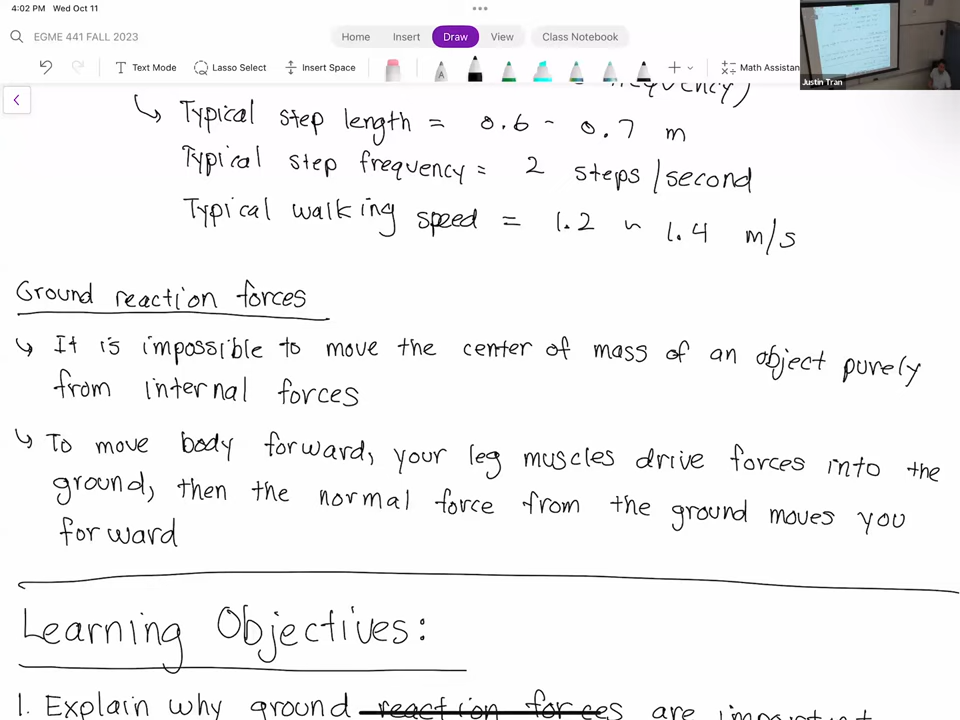 4:02 PM Wed Oct 11
EGME 441 FALL 2023
Home Insert Draw View Class Notebook
Text Mode Lasso Select Insert Space Math Assistan
Justin Tran
frequency)
↳ Typical step length = 0.6 - 0.7 m
Typical step frequency = 2 steps/second
Typical walking speed = 1.2 ~ 1.4 m/s
Ground reaction forces
↳ It is impossible to move the center of mass of an object purely
from internal forces
↳ To move body forward, your leg muscles drive forces into the
ground, then the normal force from the ground moves you
forward
Learning Objectives:
1. Explain why ground reaction forces are important